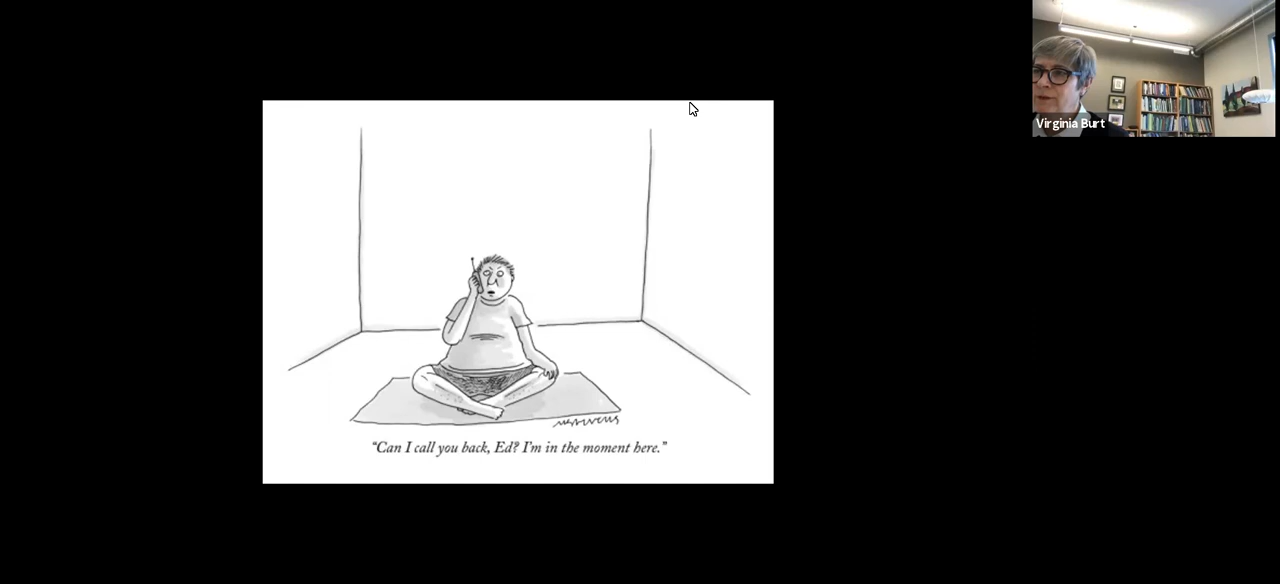 Virginia Burt
“Can I call you back, Ed? I'm in the moment here.”